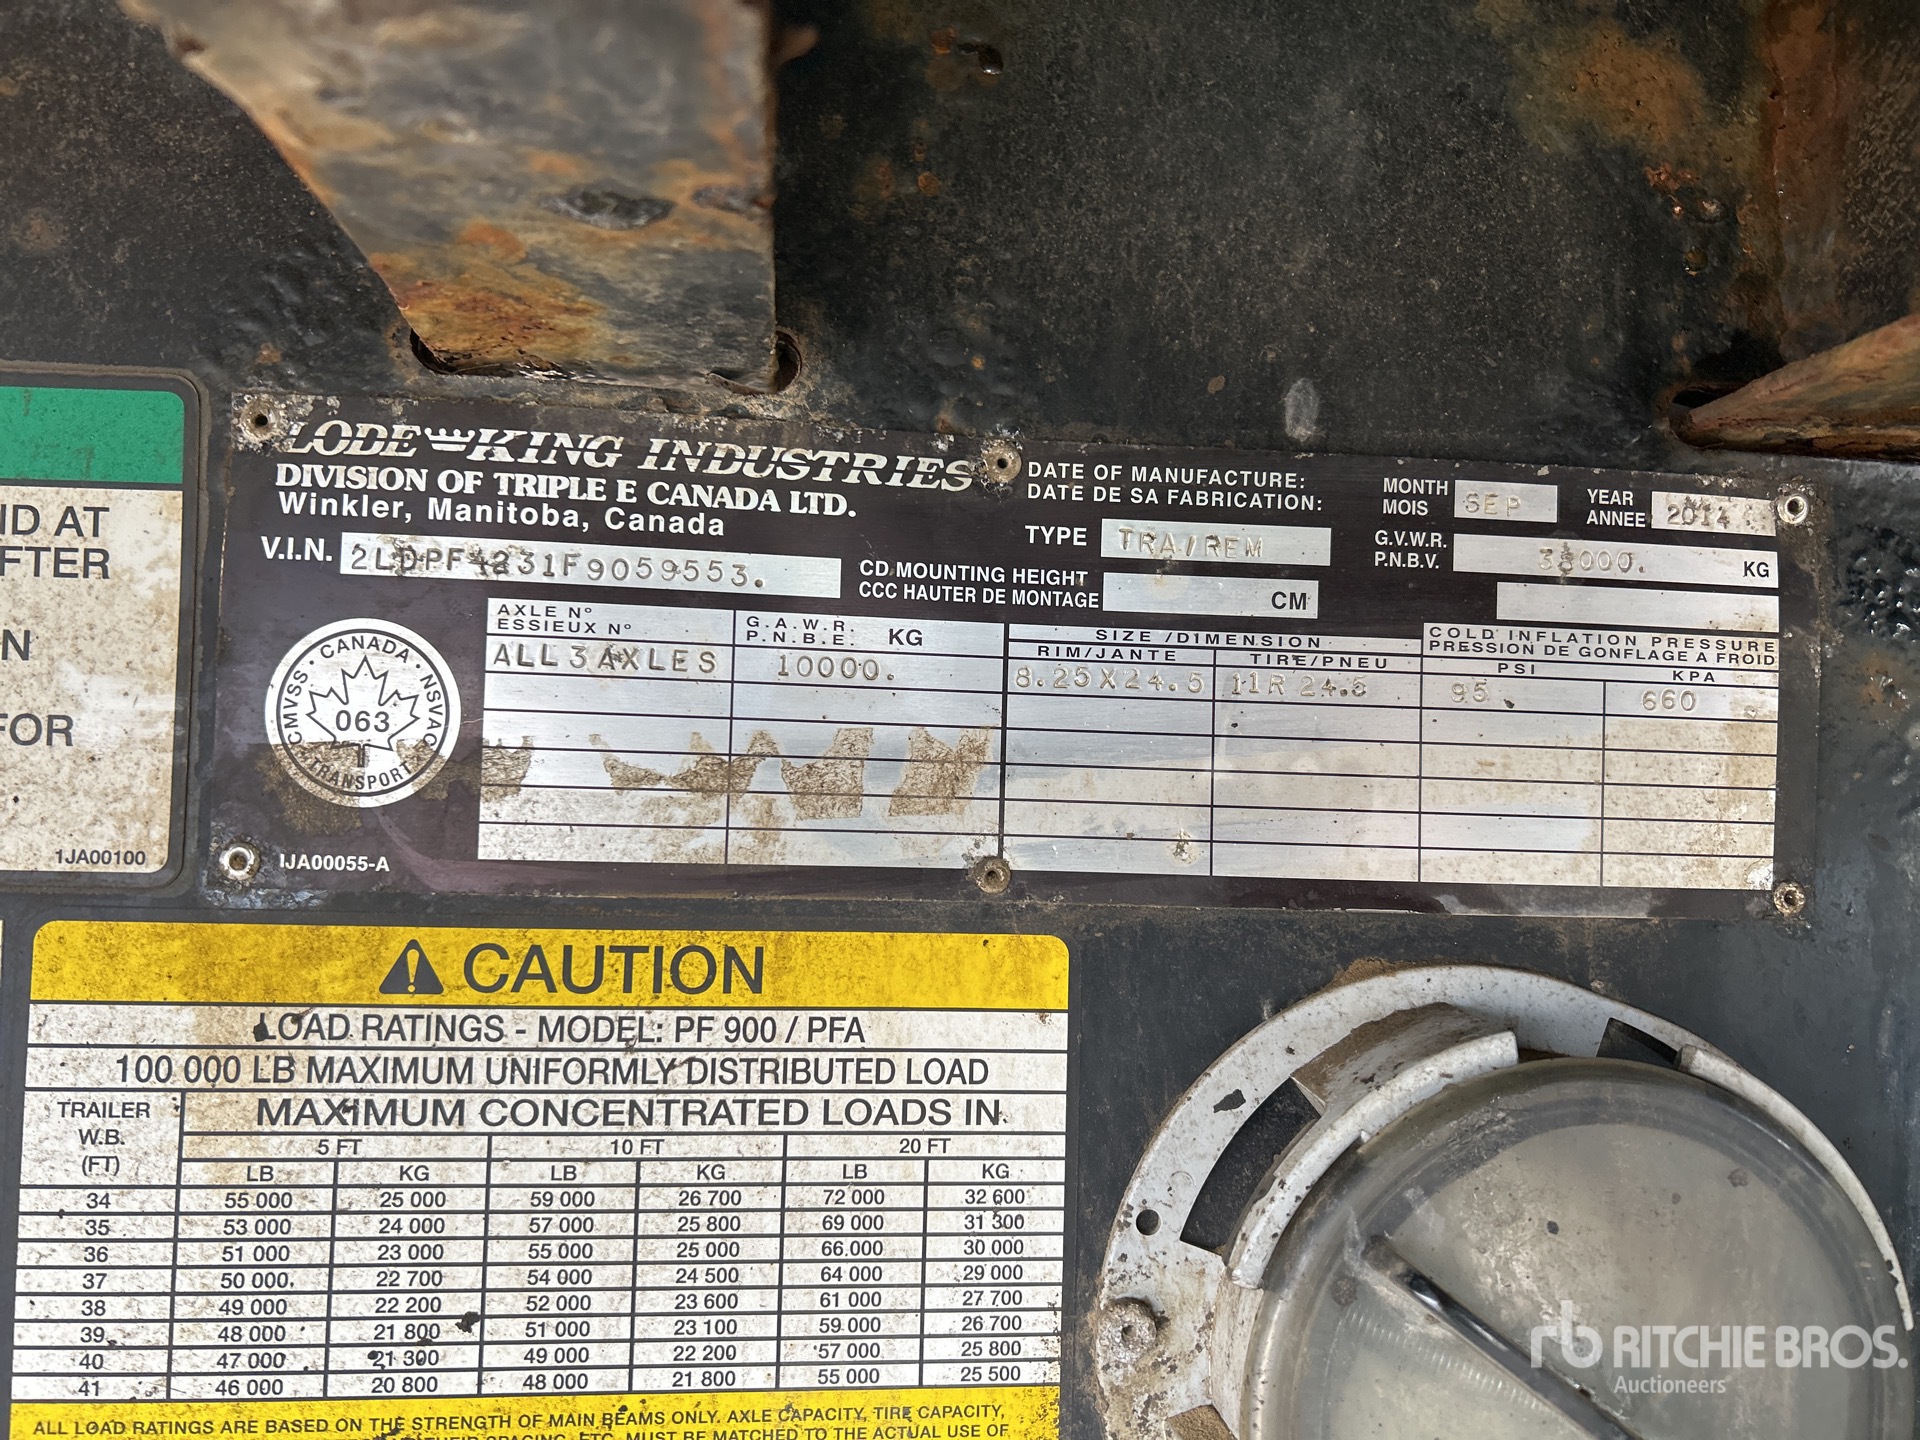 ND AT
FTER
N
FOR
1JA00100
LODE KING INDUSTRIES
DIVISION OF TRIPLE E CANADA LTD.
Winkler, Manitoba, Canada
DATE OF MANUFACTURE:
DATE DE SA FABRICATION:
MONTH
MOIS
SEP
YEAR
ANNEE
2014
V.I.N. 2LDPF4231F9059553.
TYPE TRA/REM
G.V.W.R.
P.N.B.V.
KG
CD MOUNTING HEIGHT
CCC HAUTER DE MONTAGE
CM
CANADA · NSVAC
TRANSPORT
CMVSS ·
063
AXLE Nº
ESSIEUX Nº
G.A.W.R.
P.N.B.E. KG
SIZE/DIMENSION
RIM/JANTE TIRE/PNEU
COLD INFLATION PRESSURE
PRESSION DE GONFLAGE A FROID
PSI KPA
ALL 3 AXLES 10000. 8.25X24.5 11R 24.5 95 660
IJA00055-A
CAUTION
LOAD RATINGS - MODEL: PF 900 / PFA
100 000 LB MAXIMUM UNIFORMLY DISTRIBUTED LOAD
TRAILER
W.B.
(FT)
MAXIMUM CONCENTRATED LOADS IN
5 FT 10 FT 20 FT
LB KG LB KG LB KG
34 55 000 25 000 59 000 26 700 72 000 32 600
35 53 000 24 000 57 000 25 800 69 000 31 300
36 51 000 23 000 55 000 25 000 66 000 30 000
37 50 000 22 700 54 000 24 500 64 000 29 000
38 49 000 22 200 52 000 23 600 61 000 27 700
39 48 000 21 800 51 000 23 100 59 000 26 700
40 47 000 21 300 49 000 22 200 57 000 25 800
41 46 000 20 800 48 000 21 800 55 000 25 500
ALL LOAD RATINGS ARE BASED ON THE STRENGTH OF MAIN BEAMS ONLY. AXLE CAPACITY, TIRE CAPACITY,
THEIR SPACING, ETC. MUST BE MATCHED TO THE ACTUAL USE OF
rb RITCHIE BROS.
Auctioneers